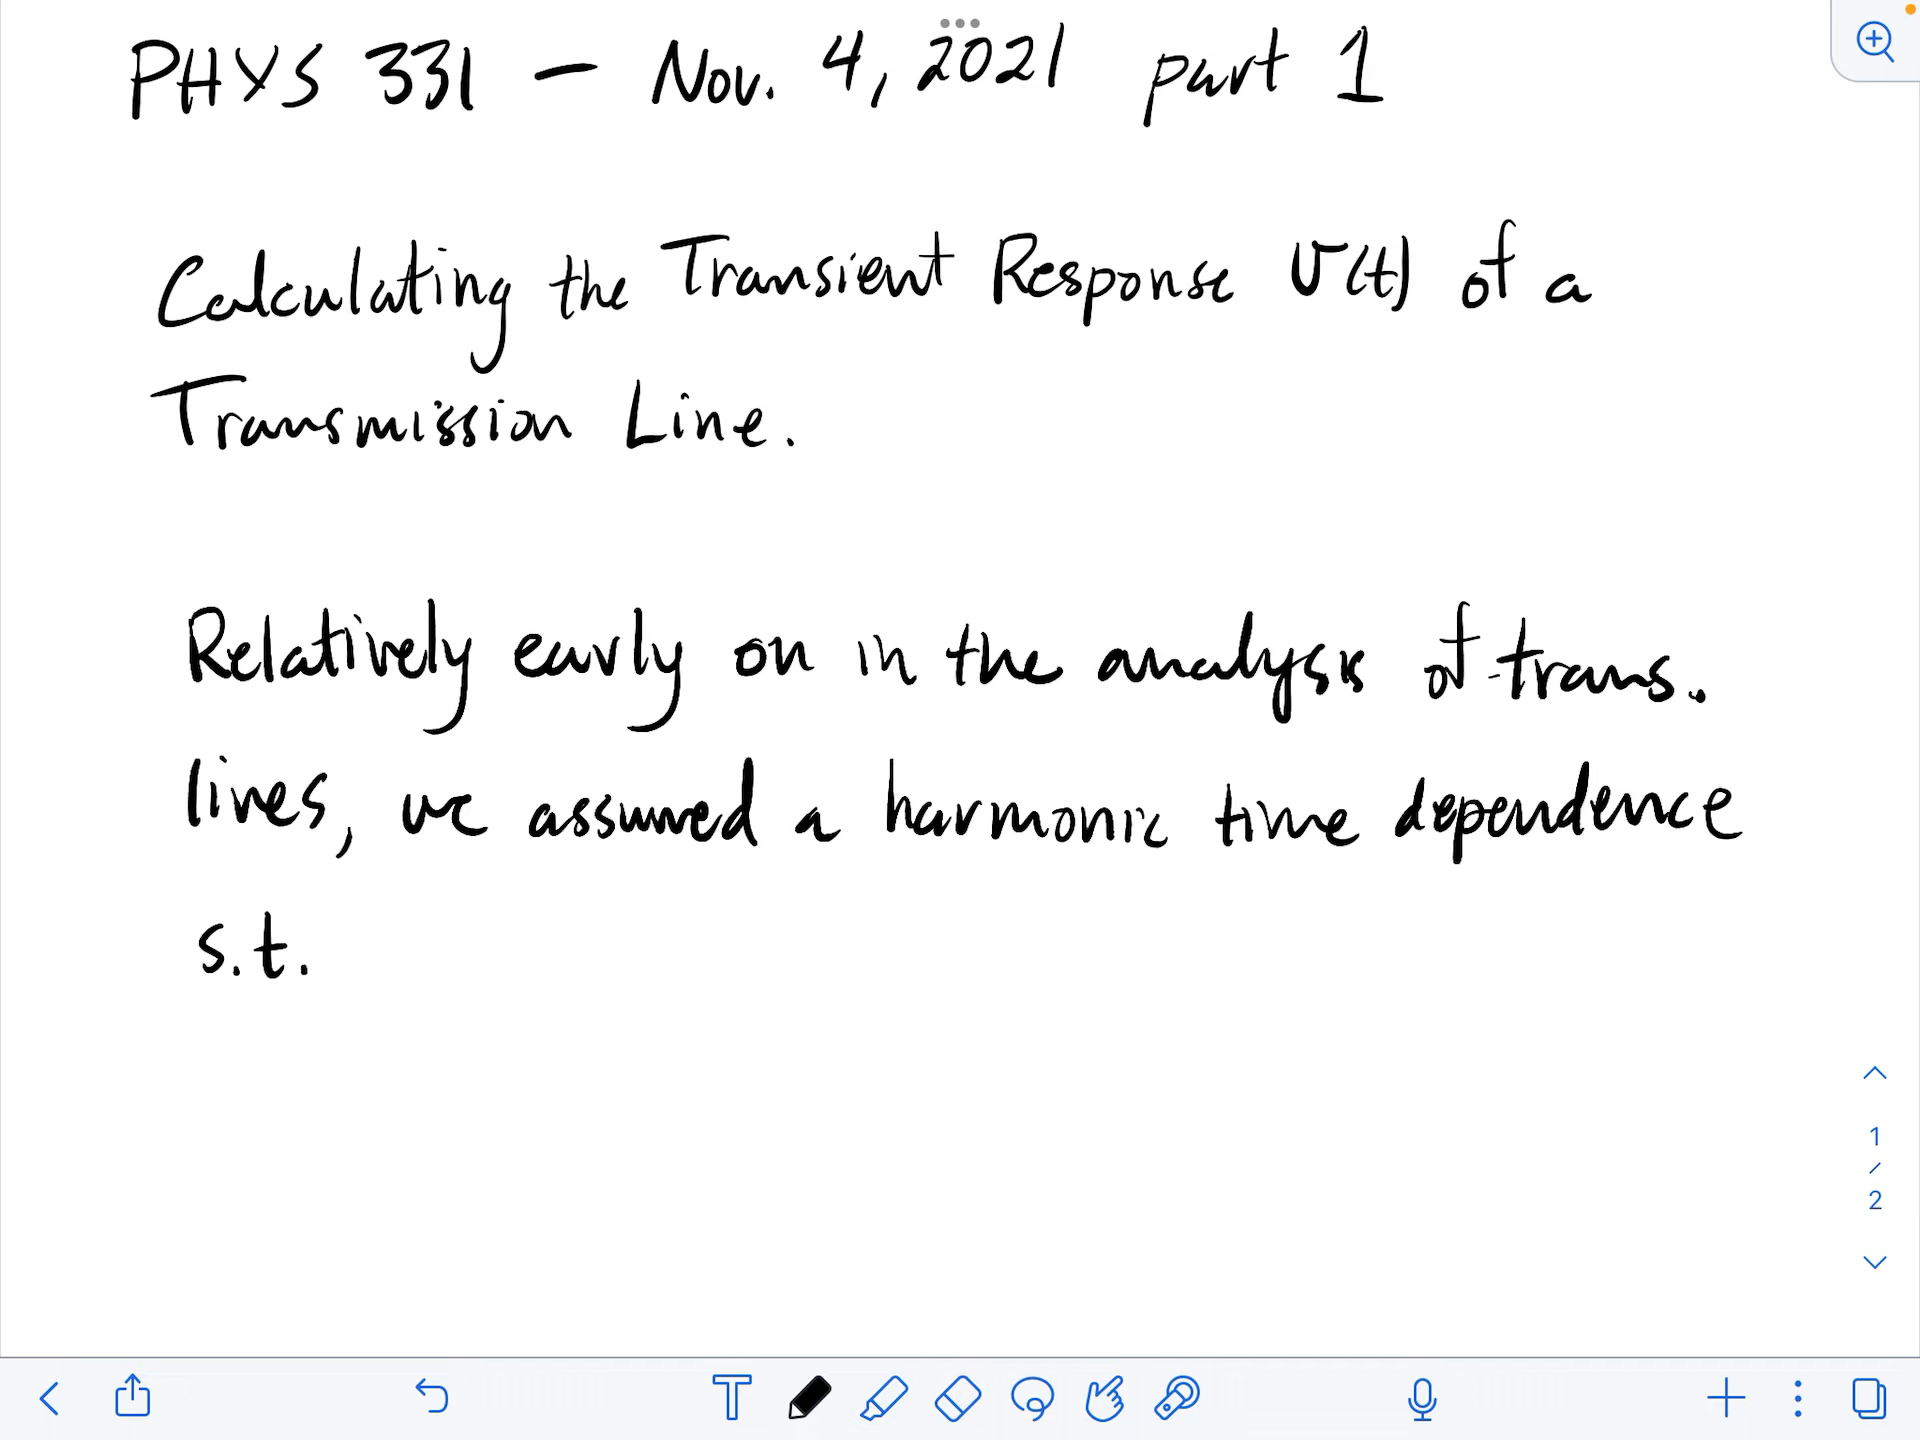 PHYS 331 – Nov. 4, 2021 part 1
Calculating the Transient Response v(t) of a
Transmission Line.
Relatively early on in the analysis of trans.
lines, we assumed a harmonic time dependence
s.t.
1
/
2